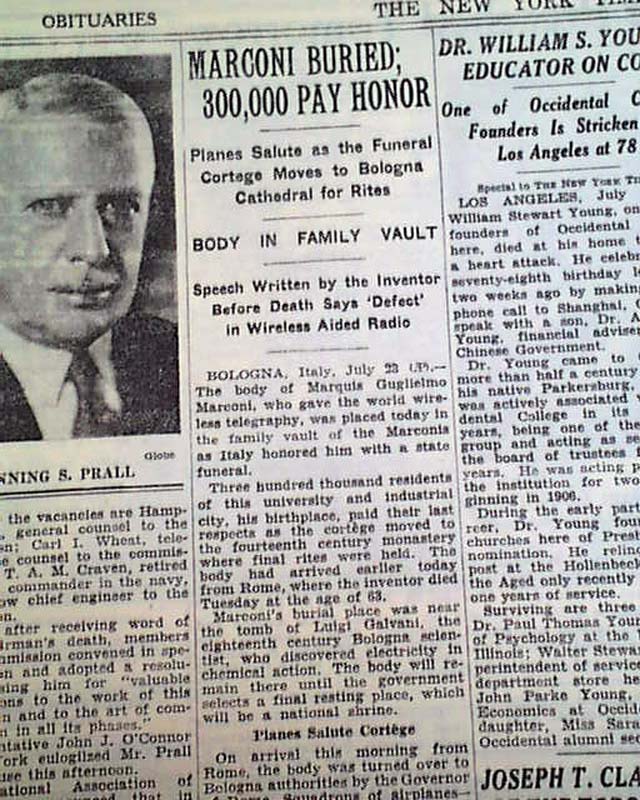 OBITUARIES
THE NEW YORK
Globe
NNING S. PRALL
the vacancies are Hamp-
general counsel to the
Carl I. Wheat, tele-
counsel to the commis-
T. A. M. Craven, retired
commander in the navy,
ow chief engineer to the
after receiving word of
irman's death, members
mmission convened in spe-
n and adopted a resolu-
sing him for "valuable
ons to the work of this
n and to the art of com-
n in all its phases."
ntative John J. O'Connor
York eulogized Mr. Prall
use this afternoon.
ational Association of
that in
MARCONI BURIED;
300,000 PAY HONOR
Planes Salute as the Funeral
Cortege Moves to Bologna
Cathedral for Rites
BODY IN FAMILY VAULT
Speech Written by the Inventor
Before Death Says 'Defect'
in Wireless Aided Radio
BOLOGNA, Italy, July 23 (AP).—
The body of Marquis Guglielmo
Marconi, who gave the world wire-
less telegraphy, was placed today in
the family vault of the Marconis
as Italy honored him with a state
funeral.
Three hundred thousand residents
of this university and industrial
city, his birthplace, paid their last
respects as the cortège moved to
the fourteenth century monastery
where final rites were held. The
body had arrived earlier today
from Rome, where the inventor died
Tuesday at the age of 63.
Marconi's burial place was near
the tomb of Luigi Galvani, the
eighteenth century Bologna scien-
tist, who discovered electricity in
chemical action. The body will re-
main there until the government
selects a final resting place, which
will be a national shrine.
Planes Salute Cortège
On arrival this morning from
Rome, the body was turned over to
Bologna authorities by the Governor
of Rome. Squadrons of airplanes—
DR. WILLIAM S. YOU
EDUCATOR ON CO
One of Occidental C
Founders Is Stricken
Los Angeles at 78
Special to THE NEW YORK
LOS ANGELES, July
William Stewart Young, on
founders of Occidental
here, died at his home
a heart attack. He celebr
seventy-eighth birthday
two weeks ago by making
phone call to Shanghai,
speak with a son, Dr. A
Young, financial adviser
Chinese Government.
Dr. Young came to
more than half a century
his native Parkersburg,
was actively associated
dental College in its
years, being one of the
group and acting as se
the board of trustees f
years. He was acting p
the institution for two
ginning in 1906.
During the early part
reer, Dr. Young foun
churches here of Presb
nomination. He relin
post at the Hollenbeck
the Aged only recently
one years of service.
Surviving are three
Dr. Paul Thomas Youn
of Psychology at the
Illinois; Walter Stewar
perintendent of service
department store he
John Parke Young,
Economics at Occide
daughter, Miss Sara
Occidental alumni sec
JOSEPH T. CLA